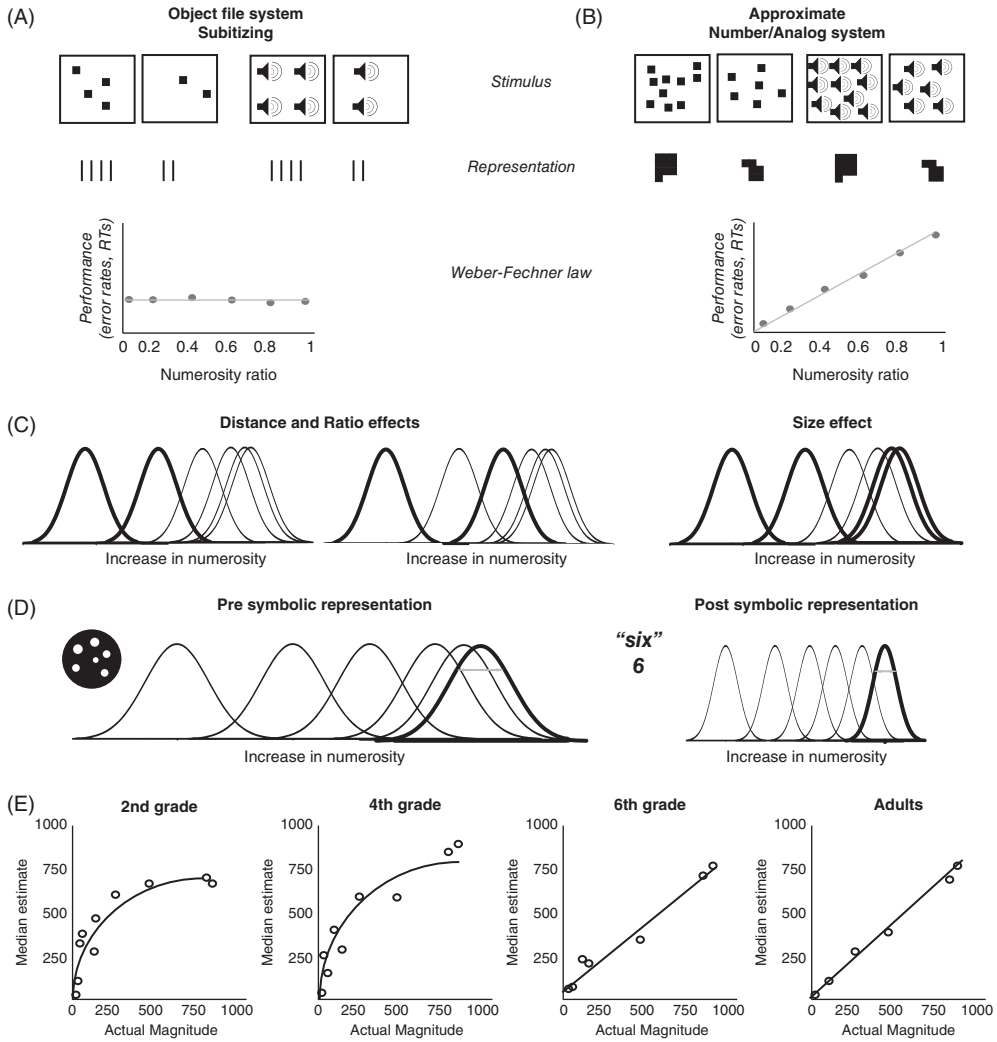 (A)
Object file system
Subitizing
(B)
Approximate
Number/Analog system
Stimulus
Representation
Performance
(error rates, RTs)
0 0.2 0.4 0.6 0.8 1
Numerosity ratio
Weber-Fechner law
Performance
(error rates, RTs)
0 0.2 0.4 0.6 0.8 1
Numerosity ratio
(C)
Distance and Ratio effects
Size effect
Increase in numerosity
Increase in numerosity
Increase in numerosity
(D)
Pre symbolic representation
Post symbolic representation
“six”
6
Increase in numerosity
Increase in numerosity
(E)
2nd grade
Median estimate
1000
750
500
250
0 250 500 750 1000
Actual Magnitude
4th grade
Median estimate
1000
750
500
250
0 250 500 750 1000
Actual Magnitude
6th grade
Median estimate
1000
750
500
250
0 250 500 750 1000
Actual Magnitude
Adults
Median estimate
1000
750
500
250
0 250 500 750 1000
Actual Magnitude